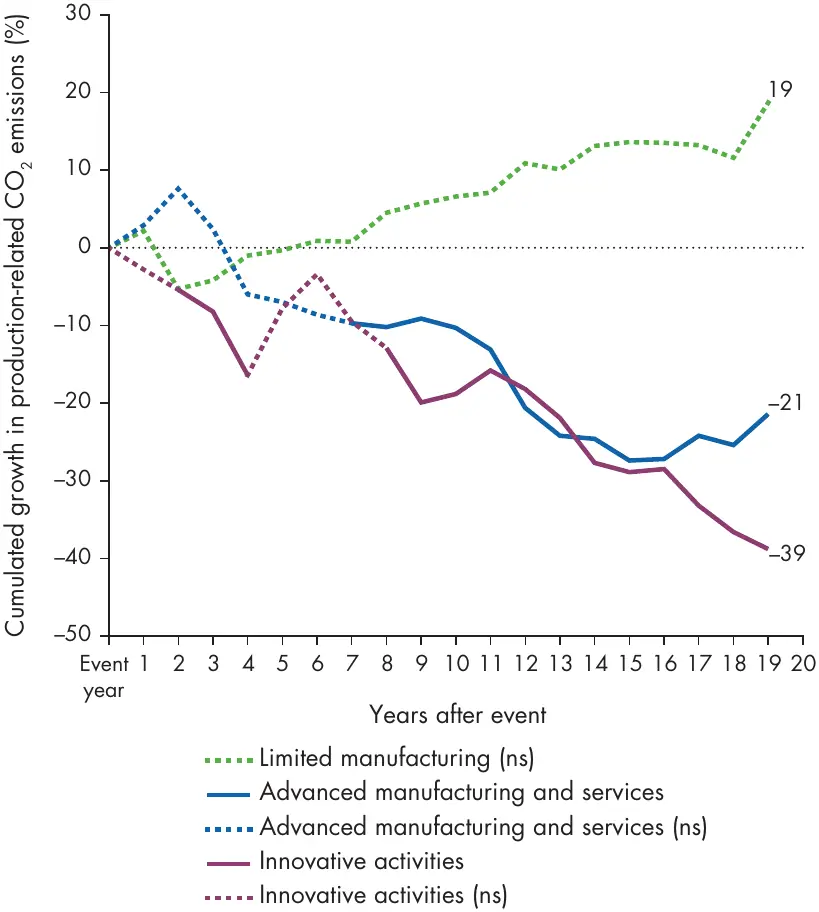 Cumulated growth in production-related CO2 emissions (%)
30
20
10
0
–10
–20
–30
–40
–50
19
–21
–39
Event year 1 2 3 4 5 6 7 8 9 10 11 12 13 14 15 16 17 18 19 20
Years after event
Limited manufacturing (ns)
Advanced manufacturing and services
Advanced manufacturing and services (ns)
Innovative activities
Innovative activities (ns)